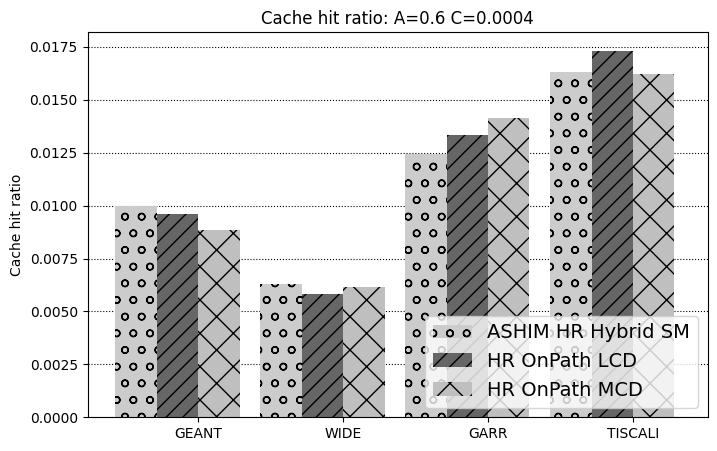 Cache hit ratio: A=0.6 C=0.0004
Cache hit ratio
0.0175
0.0150
0.0125
0.0100
0.0075
0.0050
0.0025
0.0000
ASHIM HR Hybrid SM
HR OnPath LCD
HR OnPath MCD
GEANT WIDE GARR TISCALI